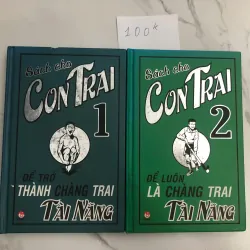 100k
Sách cho
CON TRAI
1
ĐỂ TRỞ
THÀNH CHÀNG TRAI
TÀI NĂNG
Sách cho
CON TRAI
2
ĐỂ LUÔN
LÀ CHÀNG TRAI
TÀI NĂNG